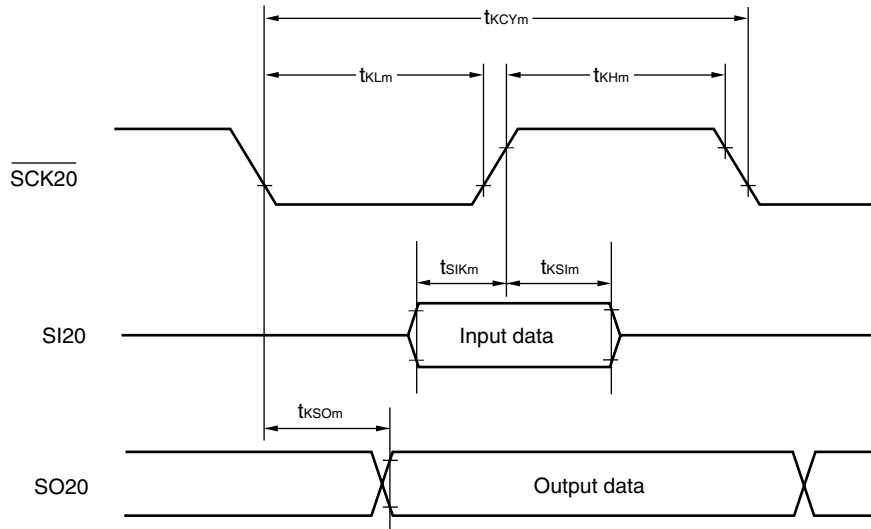 tKCYm
tKLm
tKHm
SCK20
tSIKm
tKSIm
SI20
Input data
tKSOm
SO20
Output data